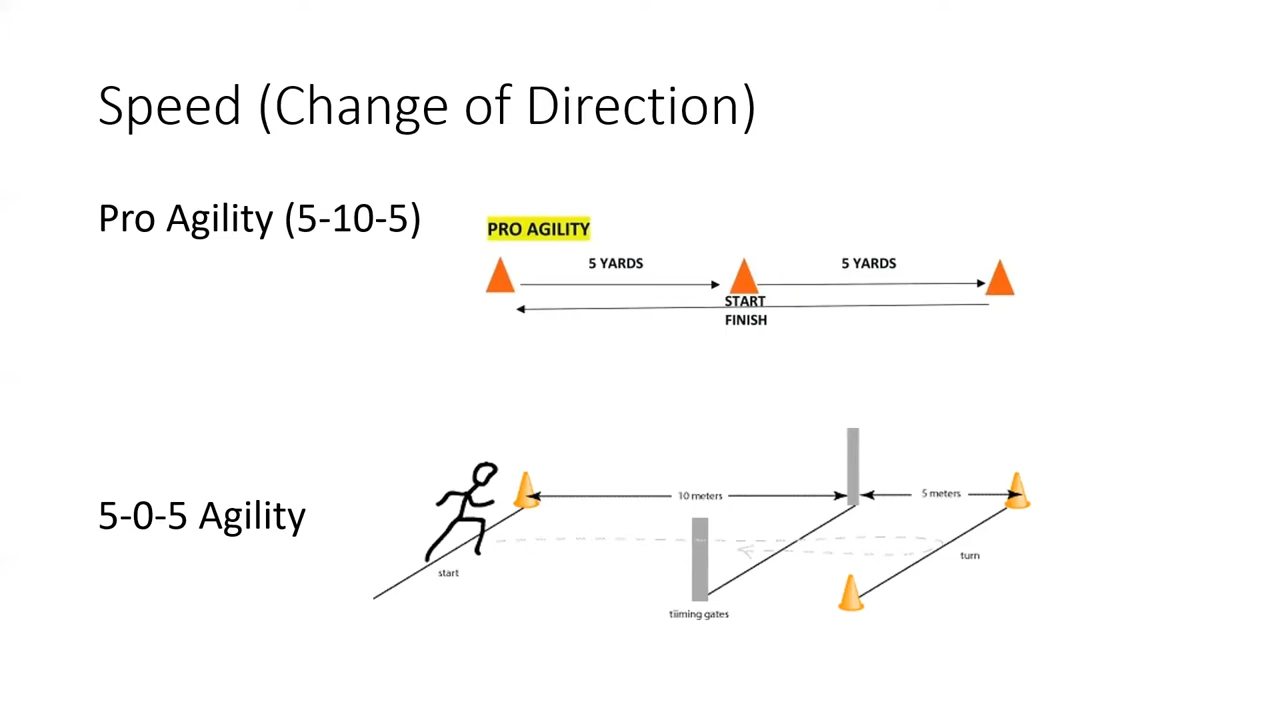 Speed (Change of Direction)
Pro Agility (5-10-5)
PRO AGILITY
5 YARDS
5 YARDS
START
FINISH
5-0-5 Agility
10 meters
5 meters
start
turn
tiiming gates